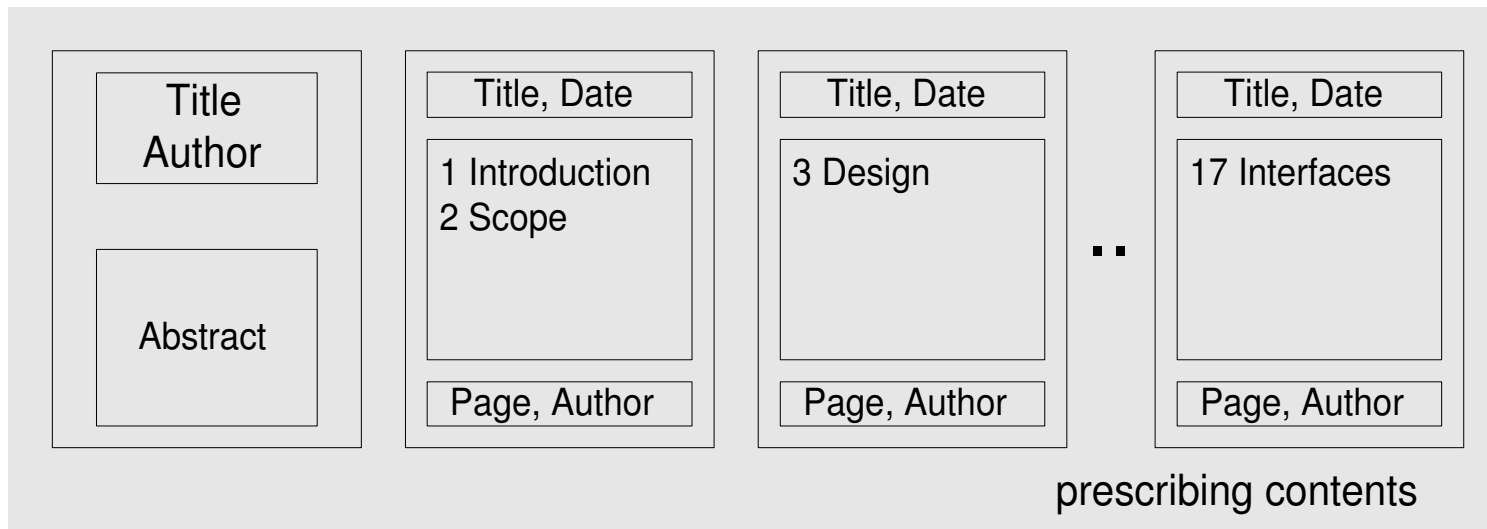 Title
Author
Abstract
Title, Date
1 Introduction
2 Scope
Page, Author
Title, Date
3 Design
Page, Author
..
Title, Date
17 Interfaces
Page, Author
prescribing contents